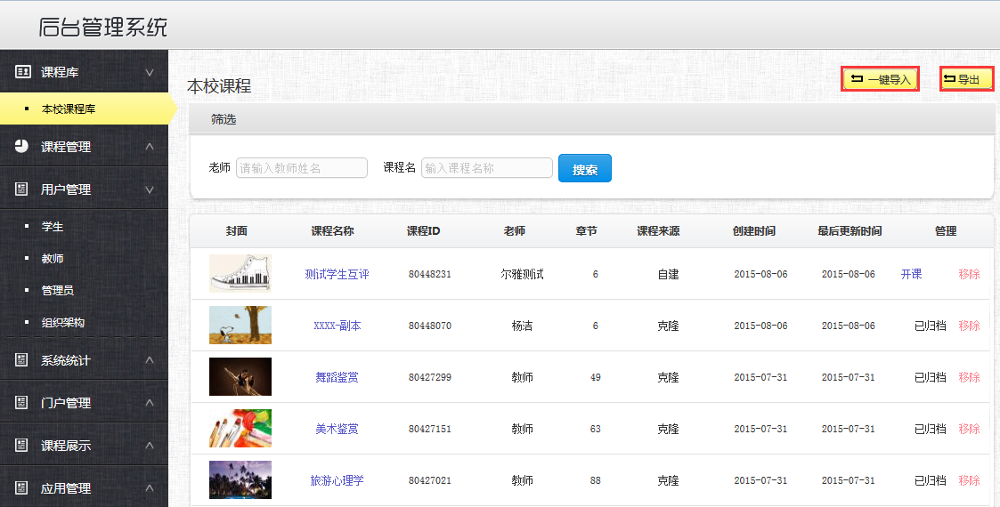 后台管理系统
课程库
本校课程库
课程管理
用户管理
学生
教师
管理员
组织架构
系统统计
门户管理
课程展示
应用管理
本校课程
一键导入 导出
筛选
老师 请输入教师姓名 课程名 输入课程名称 搜索
封面 课程名称 课程ID 老师 章节 课程来源 创建时间 最后更新时间 管理
测试学生互评 80448231 尔雅测试 6 自建 2015-08-06 2015-08-06 开课 移除
XXXX-副本 80448070 杨洁 6 克隆 2015-08-06 2015-08-06 已归档 移除
舞蹈鉴赏 80427299 教师 49 克隆 2015-07-31 2015-07-31 已归档 移除
美术鉴赏 80427151 教师 63 克隆 2015-07-31 2015-07-31 已归档 移除
旅游心理学 80427021 教师 88 克隆 2015-07-31 2015-07-31 已归档 移除